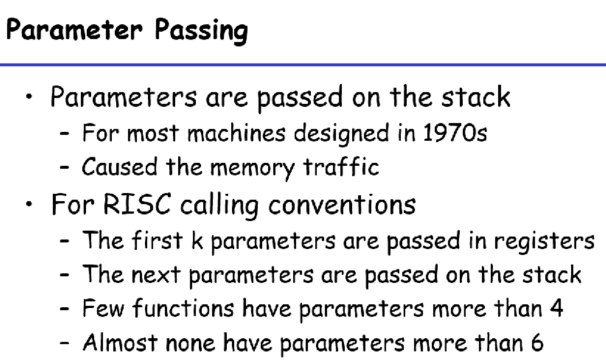 Parameter Passing
• Parameters are passed on the stack
– For most machines designed in 1970s
– Caused the memory traffic
• For RISC calling conventions
– The first k parameters are passed in registers
– The next parameters are passed on the stack
– Few functions have parameters more than 4
– Almost none have parameters more than 6